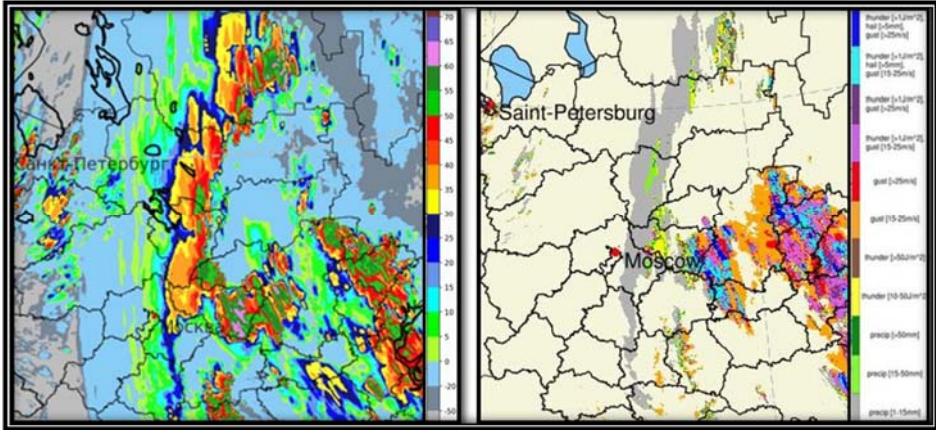 Санкт-Петербург
Москва
70
65
60
55
50
45
40
35
30
25
20
15
10
5
0
-20
-50
Saint-Petersburg
Moscow
thunder [>1J/m^2],
hail [>5mm],
gust [>25m/s]
thunder [>1J/m^2],
hail [>5mm],
gust [15-25m/s]
thunder [>1J/m^2],
gust [>25m/s]
thunder [>1J/m^2],
gust [15-25m/s]
gust [>25m/s]
gust [15-25m/s]
thunder [>50J/m^2]
thunder [10-50J/m^2
precip [>50mm]
precip [15-50mm]
precip [1-15mm]